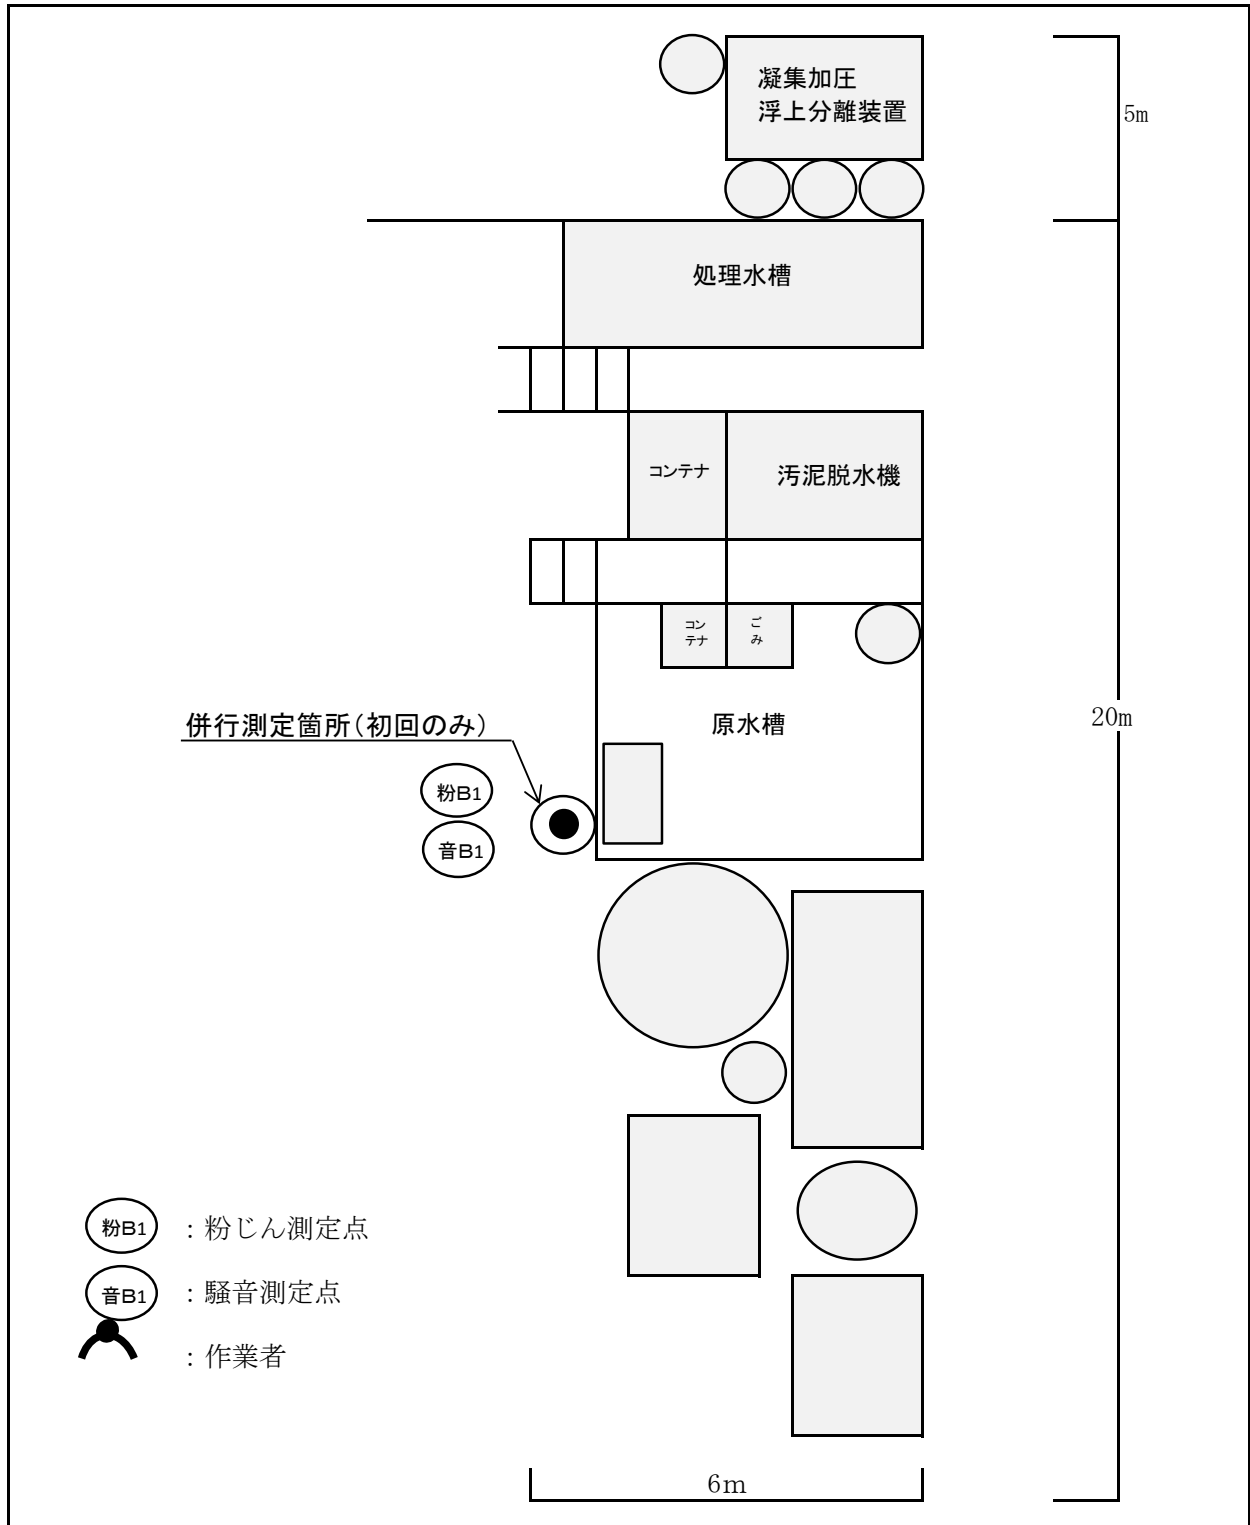 凝集加圧
浮上分離装置
5m
処理水槽
コンテナ
汚泥脱水機
コン
テナ
ご
み
20m
併行測定箇所(初回のみ)
原水槽
粉B1
音B1
粉B1 :粉じん測定点
音B1 :騒音測定点
:作業者
6m